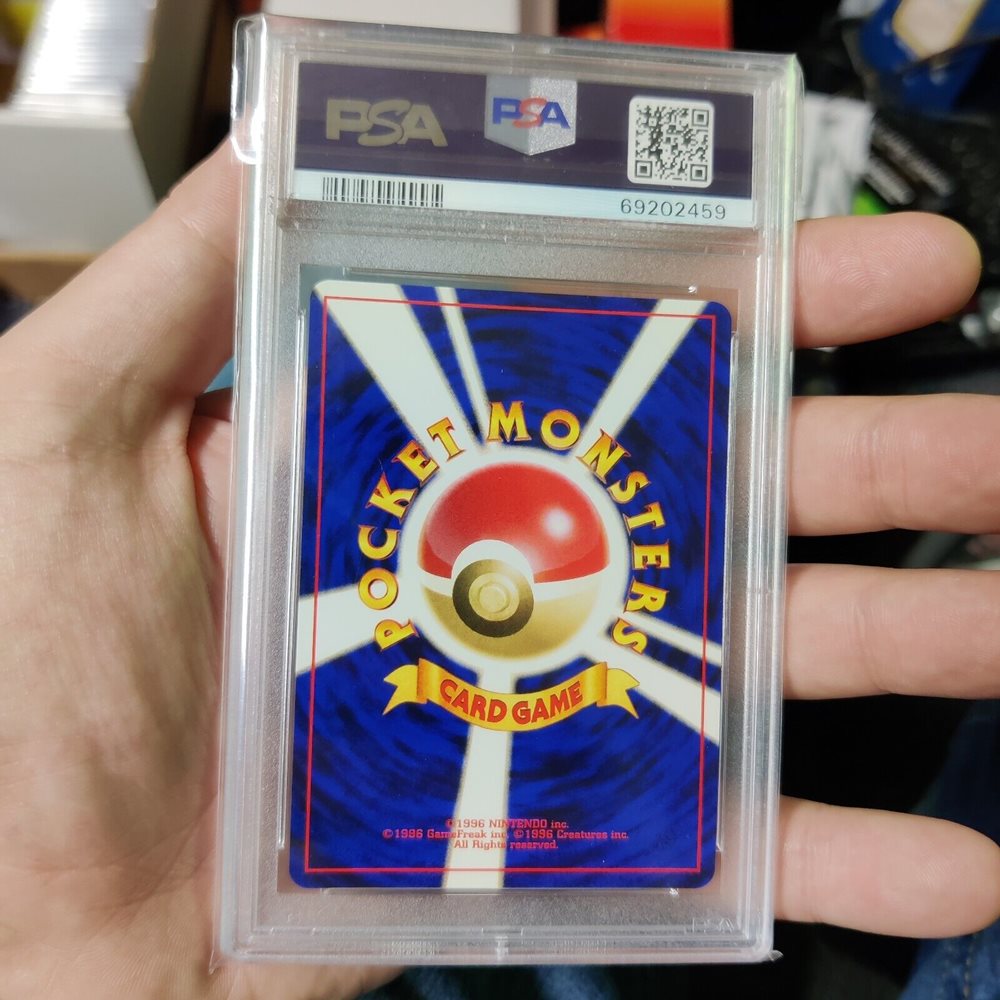 PSA PSA
69202459
POCKET MONSTERS
CARD GAME
©1996 NINTENDO inc.
©1996 GameFreak inc. ©1996 Creatures inc.
All Rights reserved.
PSA